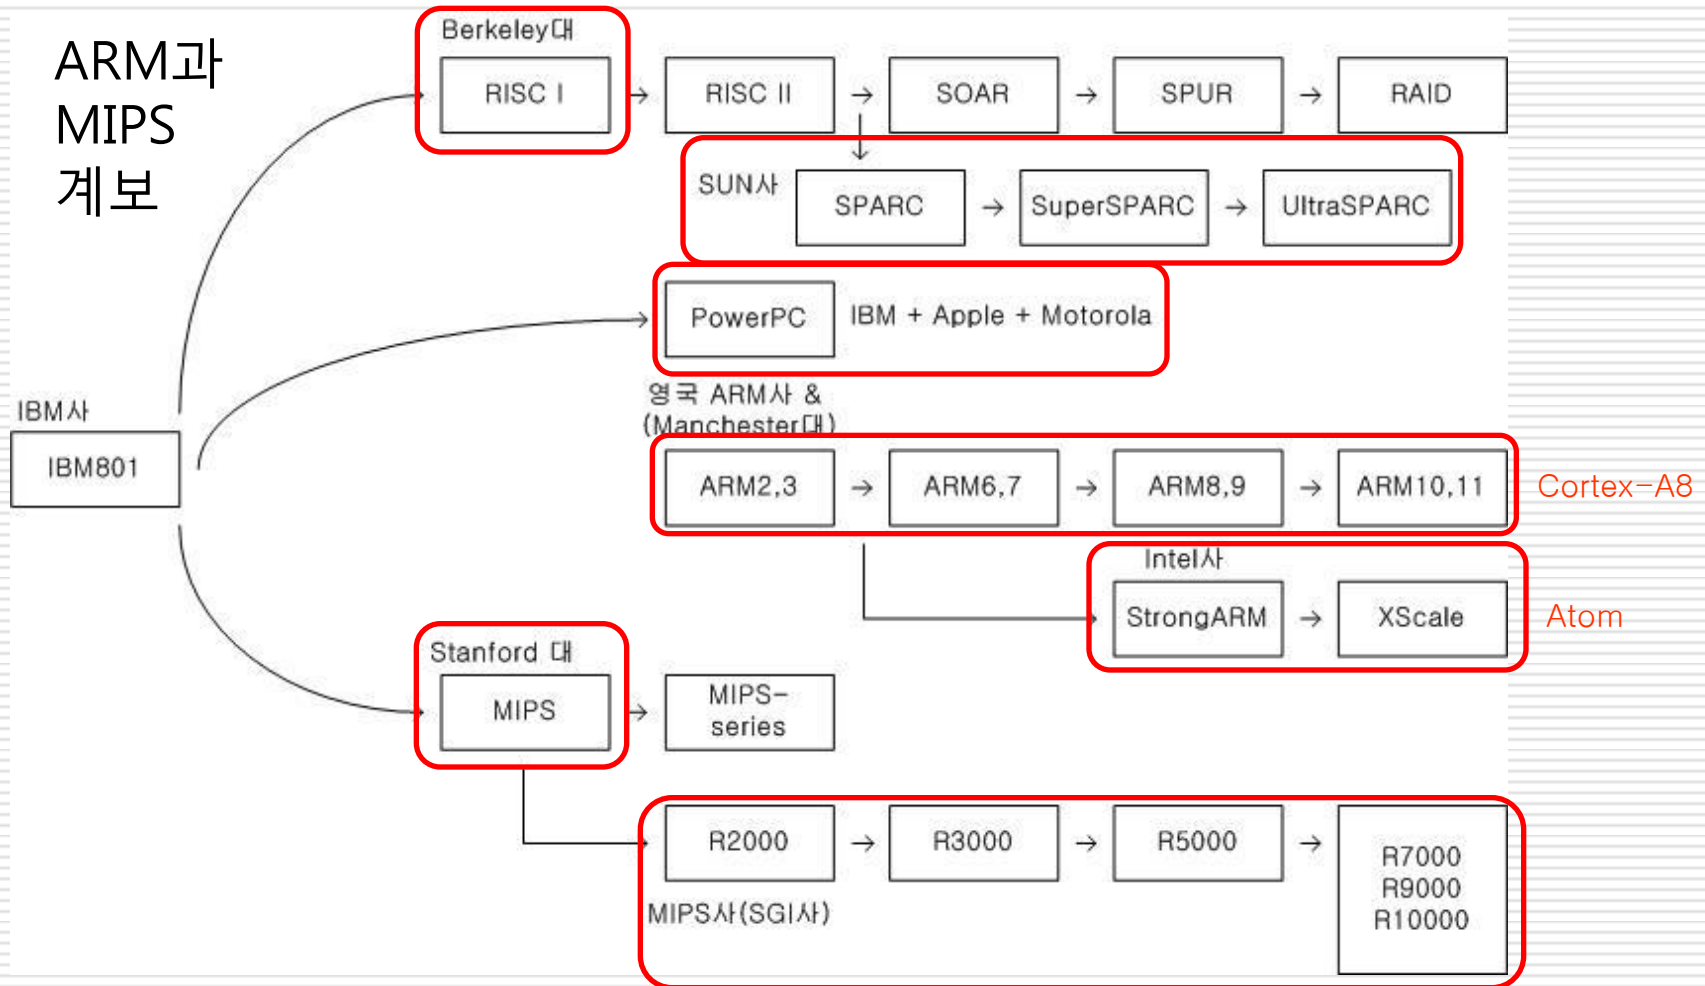 ARM과
MIPS
계보
Berkeley대
RISC I
RISC II
SOAR
SPUR
RAID
SUN사
SPARC
SuperSPARC
UltraSPARC
PowerPC
IBM + Apple + Motorola
영국 ARM사 &
(Manchester대)
IBM사
IBM801
ARM2,3
ARM6,7
ARM8,9
ARM10,11
Cortex-A8
Intel사
StrongARM
XScale
Atom
Stanford 대
MIPS
MIPS-
series
R2000
R3000
R5000
R7000
R9000
R10000
MIPS사(SGI사)